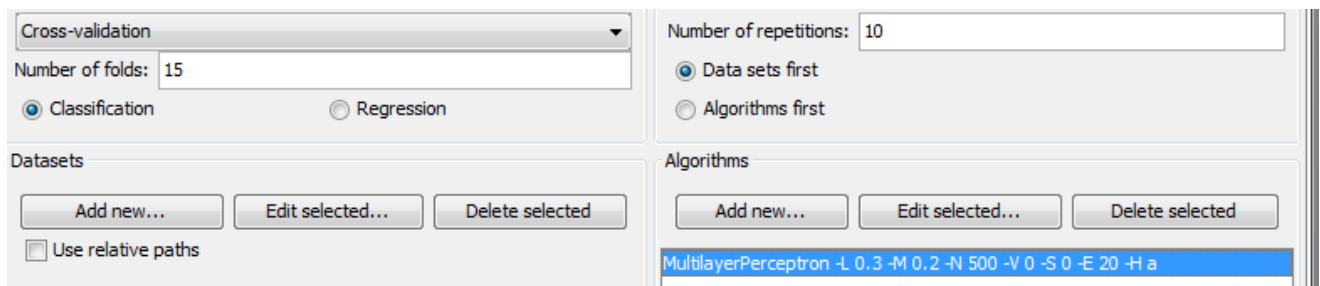 Cross-validation
Number of folds: 15
Classification Regression
Number of repetitions: 10
Data sets first
Algorithms first
Datasets
Add new... Edit selected... Delete selected
Use relative paths
Algorithms
Add new... Edit selected... Delete selected
MultilayerPerceptron -L 0.3 -M 0.2 -N 500 -V 0 -S 0 -E 20 -H a